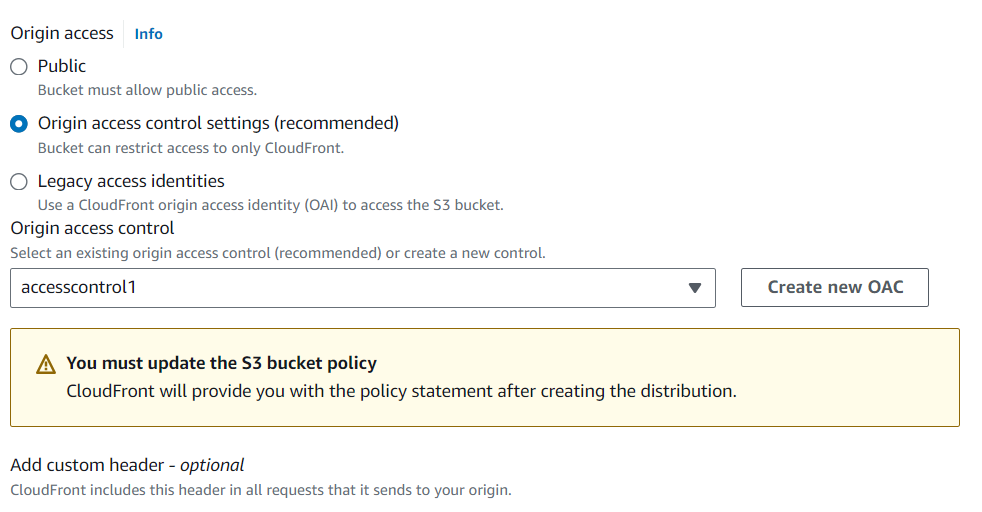 Origin access Info
Public
Bucket must allow public access.
Origin access control settings (recommended)
Bucket can restrict access to only CloudFront.
Legacy access identities
Use a CloudFront origin access identity (OAI) to access the S3 bucket.
Origin access control
Select an existing origin access control (recommended) or create a new control.
accesscontrol1 Create new OAC
You must update the S3 bucket policy
CloudFront will provide you with the policy statement after creating the distribution.
Add custom header - optional
CloudFront includes this header in all requests that it sends to your origin.